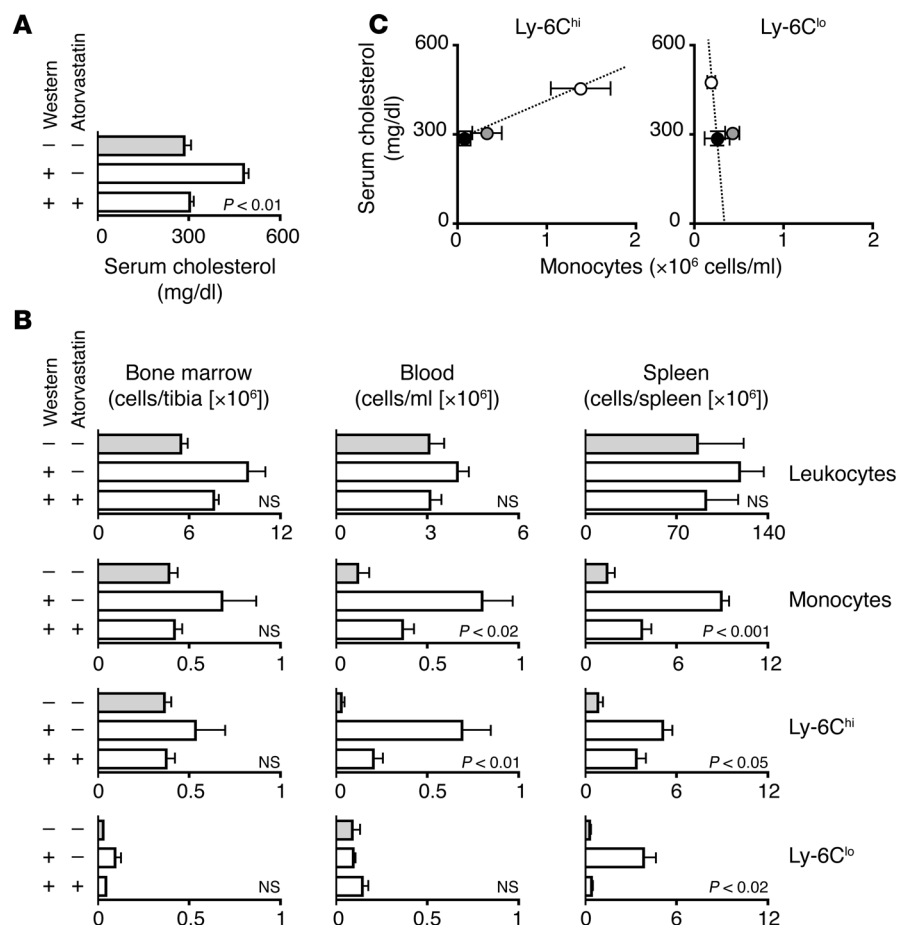 A
Western
Atorvastatin
− −
+ −
+ +
P < 0.01
0 300 600
Serum cholesterol
(mg/dl)
C
Ly-6Chi
Ly-6Clo
Serum cholesterol
(mg/dl)
600
300
0
600
300
0
0 1 2
0 1 2
Monocytes (×10⁶ cells/ml)
B
Western
Atorvastatin
Bone marrow
(cells/tibia [×10⁶])
Blood
(cells/ml [×10⁶])
Spleen
(cells/spleen [×10⁶])
− −
+ −
+ +
NS
NS
NS
Leukocytes
0 6 12
0 3 6
0 70 140
− −
+ −
+ +
NS
P < 0.02
P < 0.001
Monocytes
0 0.5 1
0 0.5 1
0 6 12
− −
+ −
+ +
NS
P < 0.01
P < 0.05
Ly-6Chi
0 0.5 1
0 0.5 1
0 6 12
− −
+ −
+ +
NS
NS
P < 0.02
Ly-6Clo
0 0.5 1
0 0.5 1
0 6 12